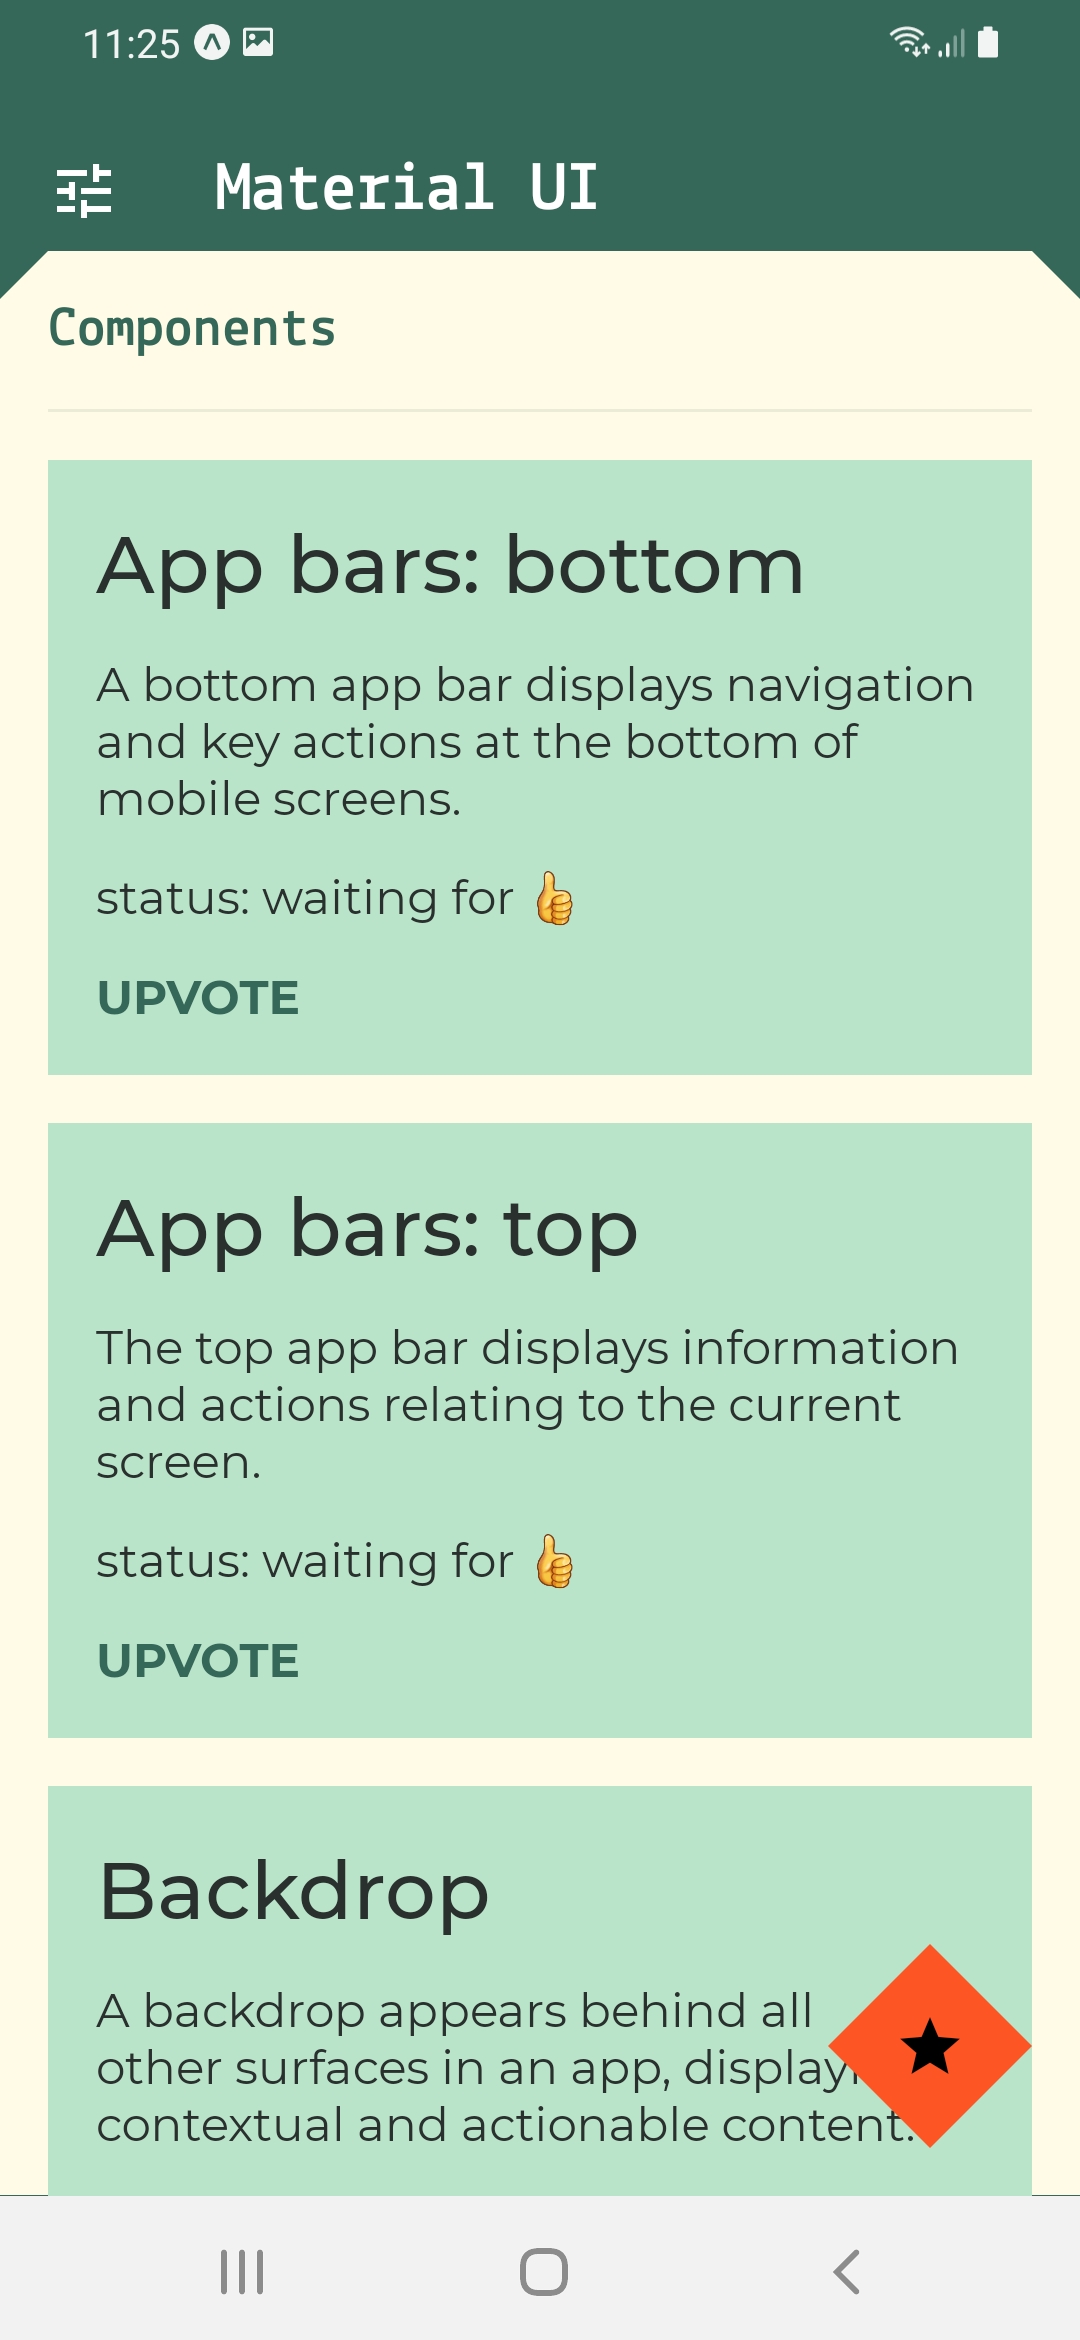 11:25
Material UI
Components
App bars: bottom
A bottom app bar displays navigation
and key actions at the bottom of
mobile screens.
status: waiting for 👍
UPVOTE
App bars: top
The top app bar displays information
and actions relating to the current
screen.
status: waiting for 👍
UPVOTE
Backdrop
A backdrop appears behind all
other surfaces in an app,
contextual and actionable content.